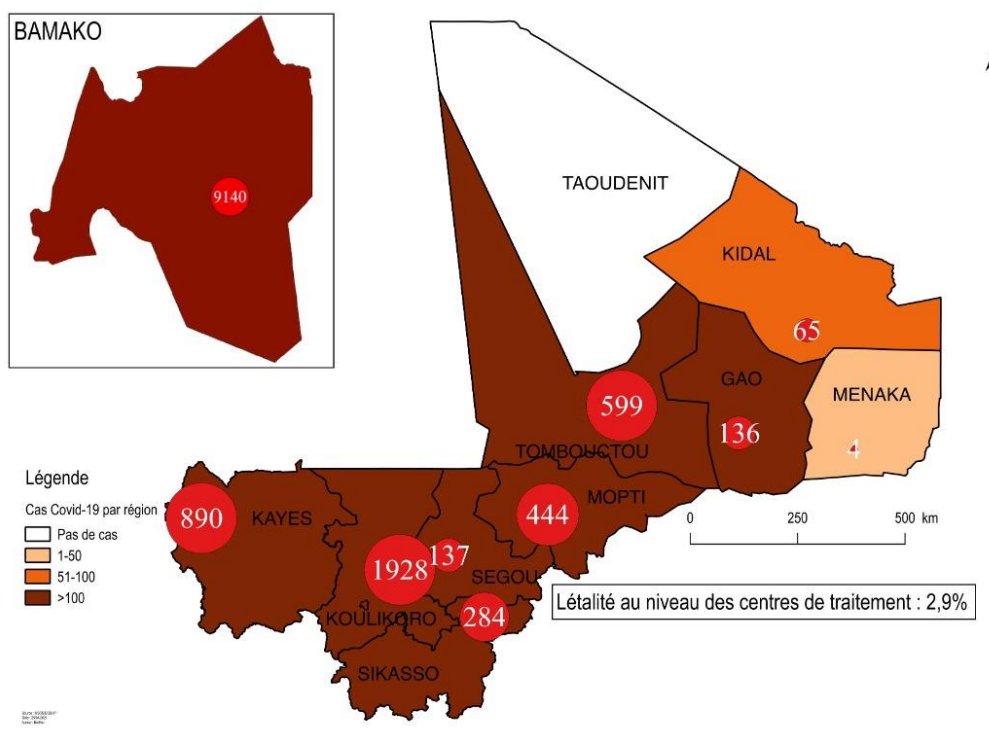 BAMAKO
9140
TAOUDENIT
KIDAL
65
GAO
MENAKA
599
136
4
TOMBOUCTOU
Légende
Cas Covid-19 par région
Pas de cas
1-50
51-100
>100
890
KAYES
444
MOPTI
0 250 500 km
1928
137
SEGOU
284
KOULIKORO
SIKASSO
Létalité au niveau des centres de traitement : 2,9%